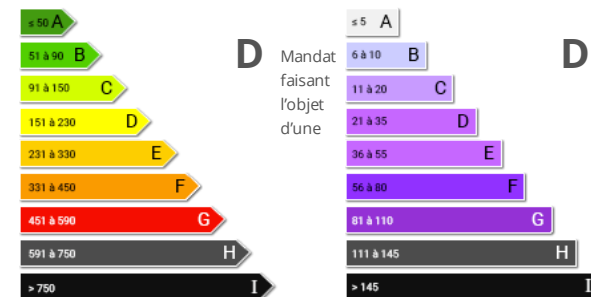 ≤ 50 A
51 à 90 B
91 à 150 C
151 à 230 D
231 à 330 E
331 à 450 F
451 à 590 G
591 à 750 H
> 750 I
D
Mandat
faisant
l'objet
d'une
≤ 5 A
6 à 10 B
11 à 20 C
21 à 35 D
36 à 55 E
56 à 80 F
81 à 110 G
111 à 145 H
> 145 I
D